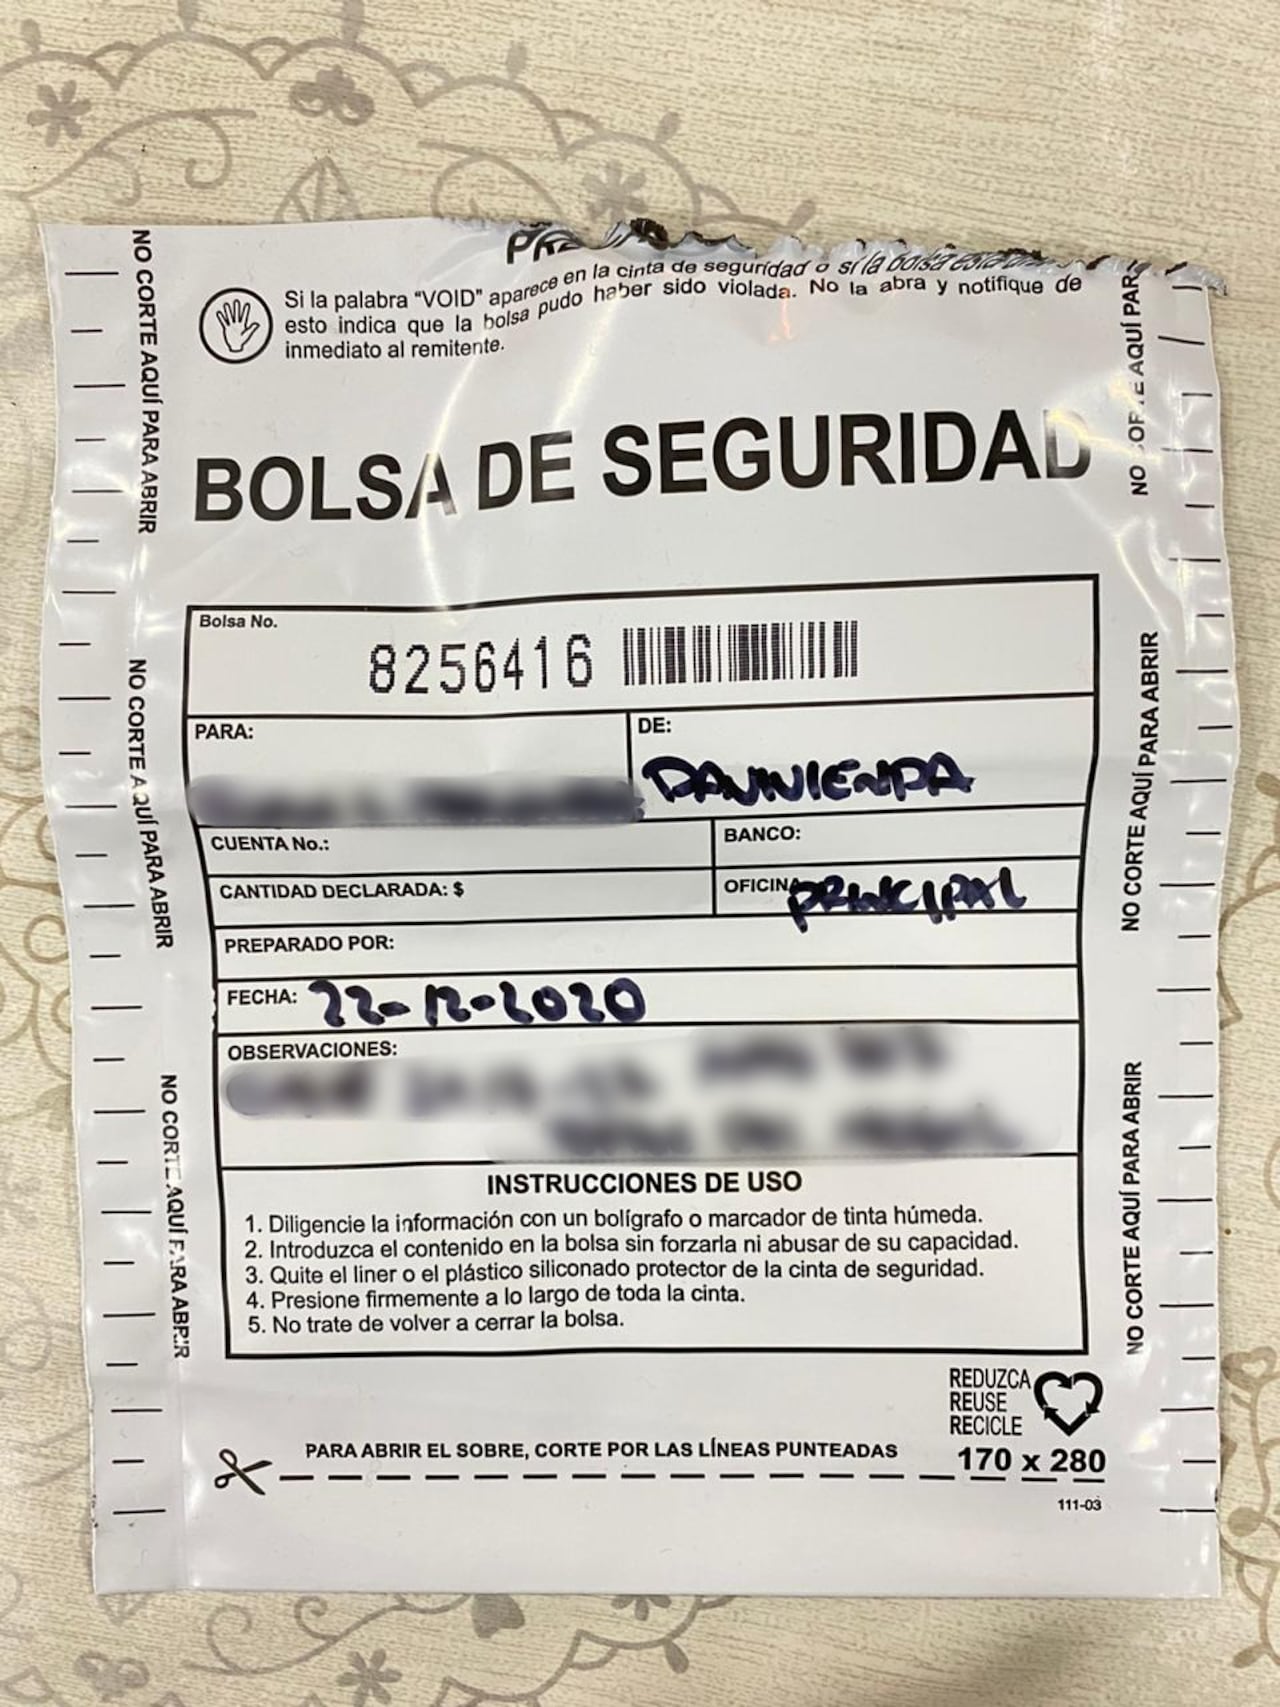 Si la palabra "VOID" aparece en la cinta de seguridad o si la bolsa está
esto indica que la bolsa pudo haber sido violada. No la abra y notifique de
inmediato al remitente.
BOLSA DE SEGURIDAD
Bolsa No.
8256416
PARA:
DE:
DAVIVIENDA
CUENTA No.:
BANCO:
CANTIDAD DECLARADA: $
OFICINA
PRINCIPAL
PREPARADO POR:
FECHA: 22-12-2020
OBSERVACIONES:
INSTRUCCIONES DE USO
1. Diligencie la información con un bolígrafo o marcador de tinta húmeda.
2. Introduzca el contenido en la bolsa sin forzarla ni abusar de su capacidad.
3. Quite el liner o el plástico siliconado protector de la cinta de seguridad.
4. Presione firmemente a lo largo de toda la cinta.
5. No trate de volver a cerrar la bolsa.
REDUZCA
REUSE
RECICLE
PARA ABRIR EL SOBRE, CORTE POR LAS LÍNEAS PUNTEADAS
170 x 280
111-03
NO CORTE AQUÍ PARA ABRIR
NO CORTE AQUÍ PARA ABRIR
NO CORTE AQUÍ PARA ABRIR
NO CORTE AQUÍ PARA
NO CORTE AQUÍ PARA ABRIR
NO CORTE AQUÍ PARA ABRIR